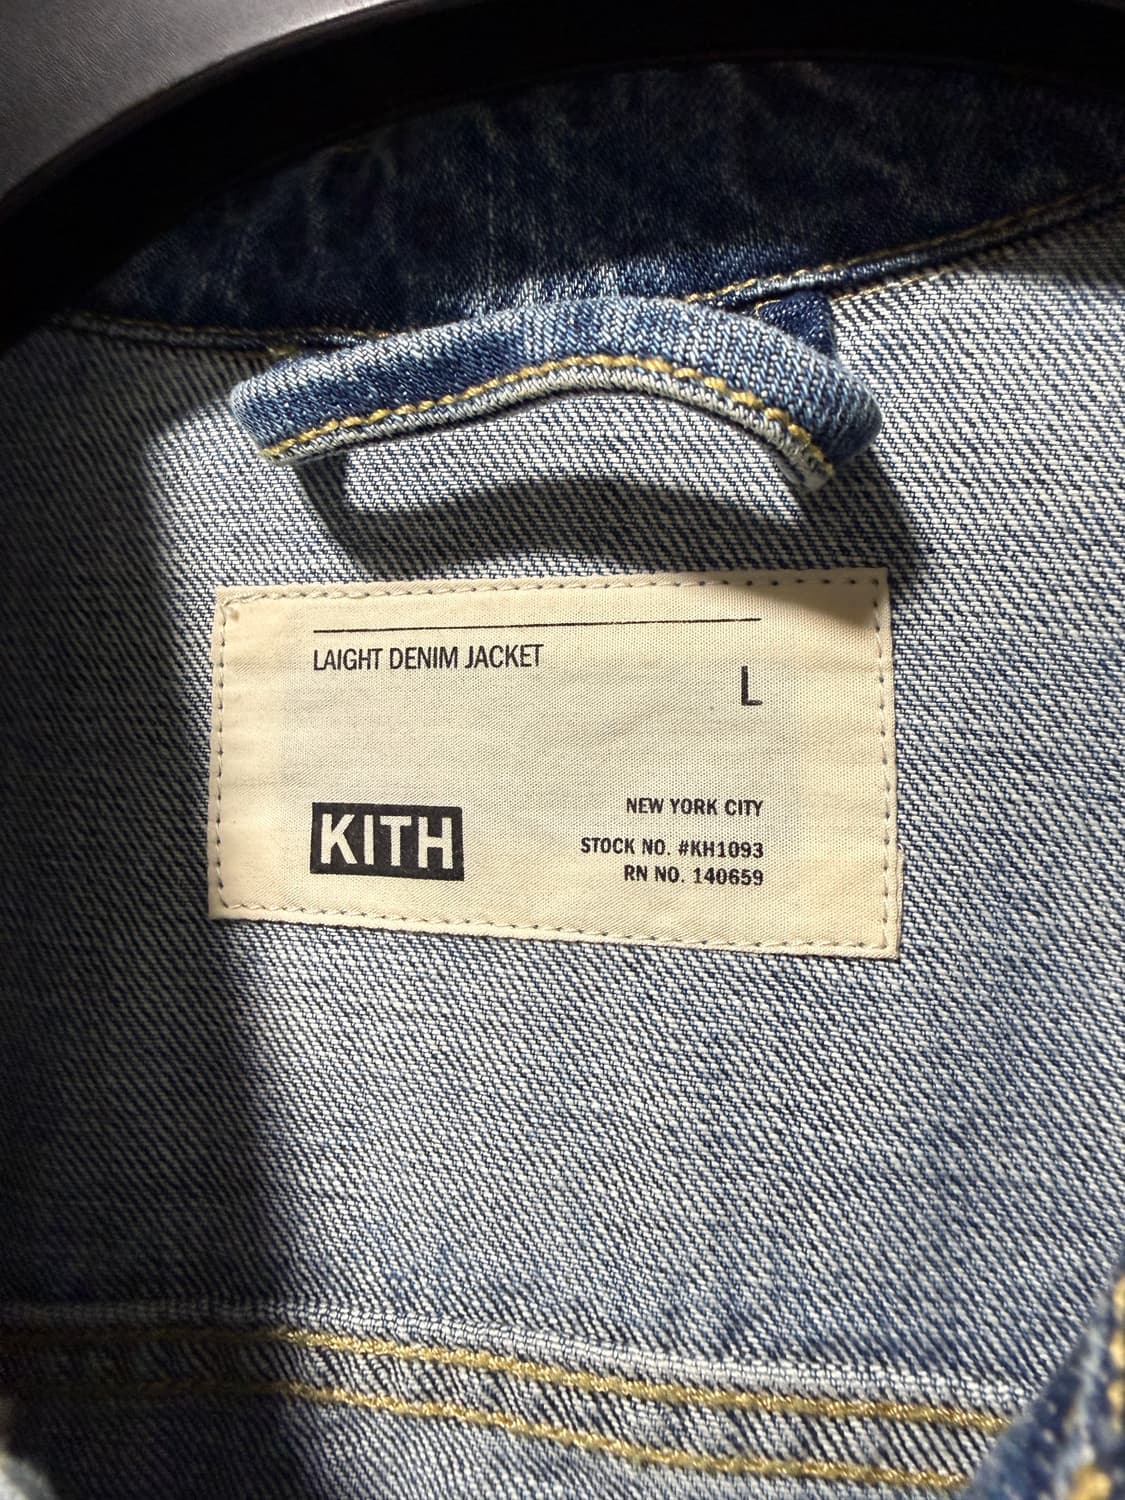 LAIGHT DENIM JACKET
L
KITH
NEW YORK CITY
STOCK NO. #KH1093
RN NO. 140659